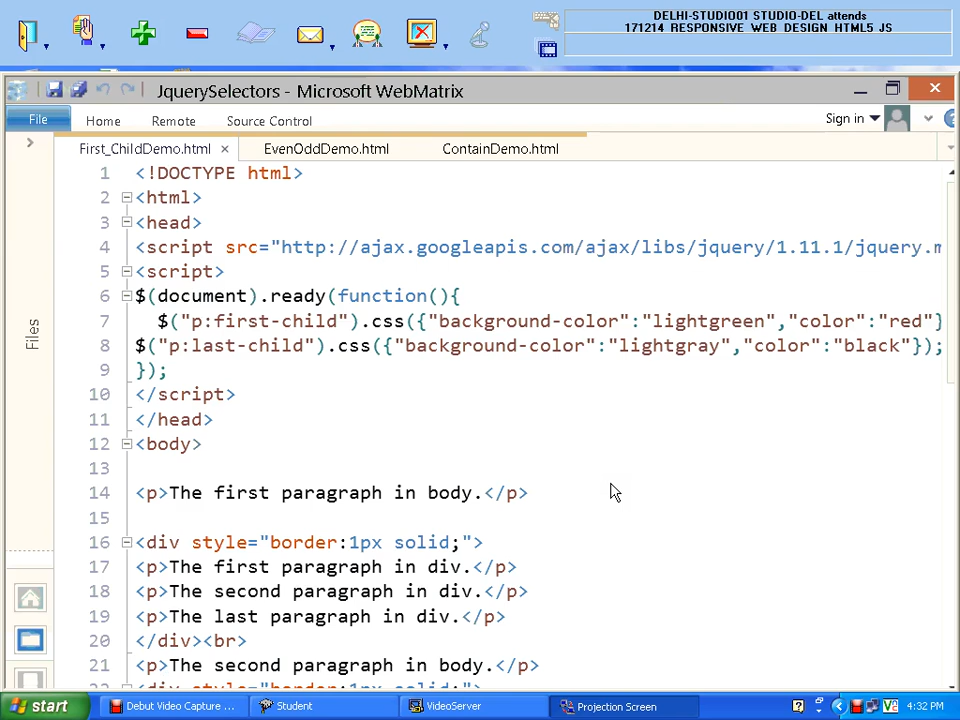 DELHI-STUDIO01 STUDIO-DEL attends
171214 RESPONSIVE WEB DESIGN HTML5 JS
JquerySelectors - Microsoft WebMatrix
File Home Remote Source Control Sign in
First_ChildDemo.html × EvenOddDemo.html ContainDemo.html
Files
1 <!DOCTYPE html>
2 <html>
3 <head>
4 <script src="http://ajax.googleapis.com/ajax/libs/jquery/1.11.1/jquery.m
5 <script>
6 $(document).ready(function(){
7 $("p:first-child").css({"background-color":"lightgreen","color":"red"}
8 $("p:last-child").css({"background-color":"lightgray","color":"black"});
9 });
10 </script>
11 </head>
12 <body>
13
14 <p>The first paragraph in body.</p>
15
16 <div style="border:1px solid;">
17 <p>The first paragraph in div.</p>
18 <p>The second paragraph in div.</p>
19 <p>The last paragraph in div.</p>
20 </div><br>
21 <p>The second paragraph in body.</p>
22 <div style="border:1px solid;">
start Debut Video Capture ... Student VideoServer Projection Screen 4:32 PM